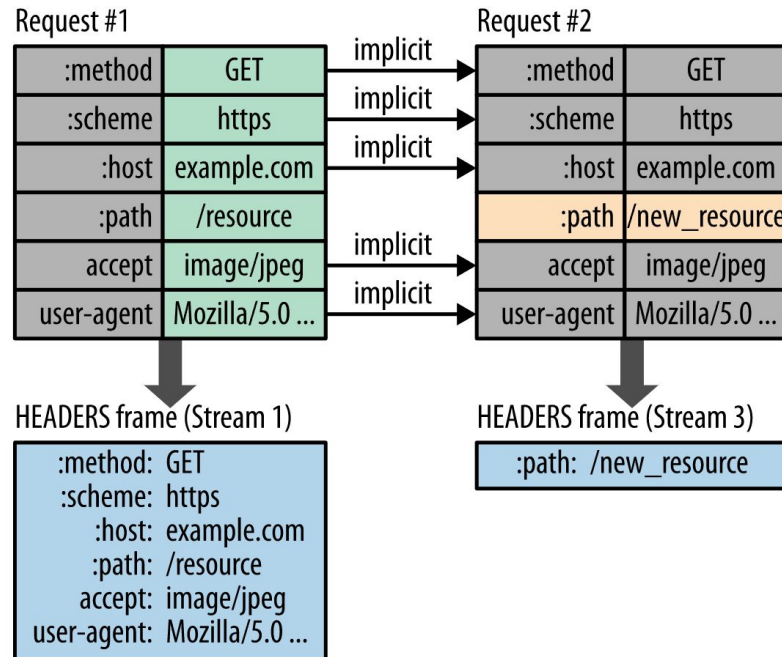 Request #1
:method GET
:scheme https
:host example.com
:path /resource
accept image/jpeg
user-agent Mozilla/5.0 ...
implicit
implicit
implicit
implicit
implicit
Request #2
:method GET
:scheme https
:host example.com
:path /new_resource
accept image/jpeg
user-agent Mozilla/5.0 ...
HEADERS frame (Stream 1)
:method: GET
:scheme: https
:host: example.com
:path: /resource
accept: image/jpeg
user-agent: Mozilla/5.0 ...
HEADERS frame (Stream 3)
:path: /new_resource